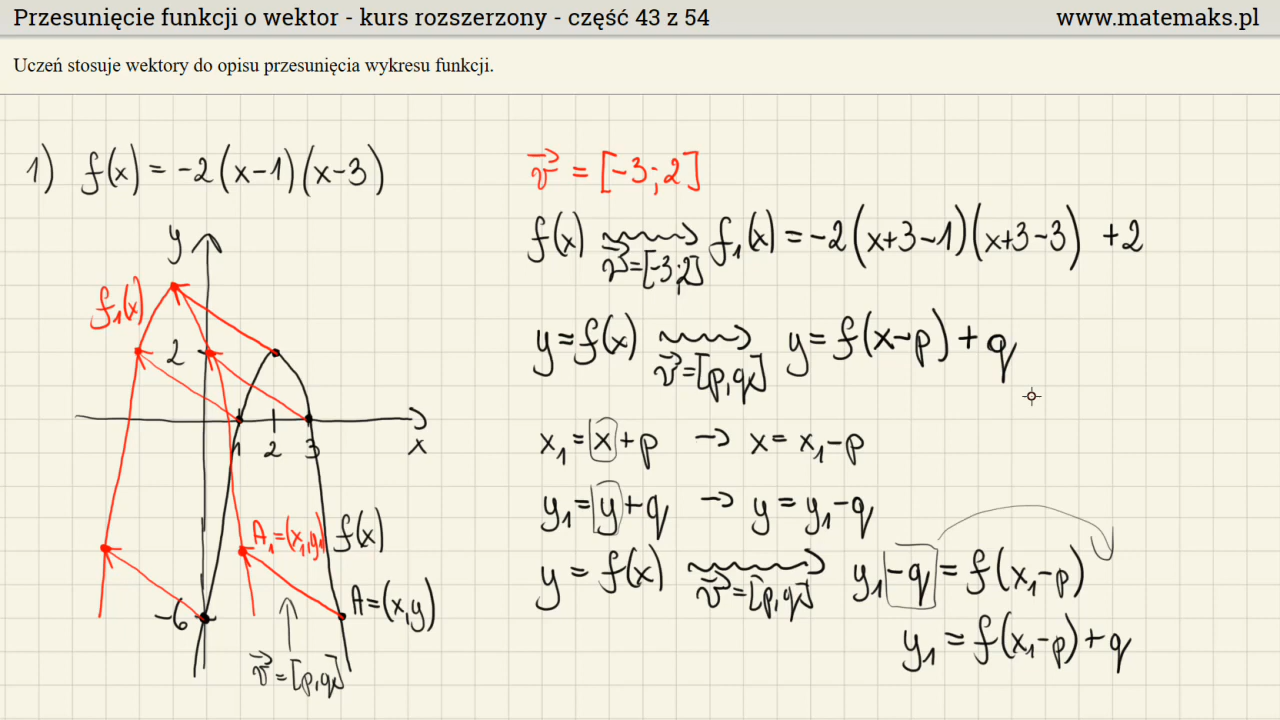 Przesunięcie funkcji o wektor - kurs rozszerzony - część 43 z 54
www.matemaks.pl
Uczeń stosuje wektory do opisu przesunięcia wykresu funkcji.
1) f(x) = -2(x-1)(x-3)
y
f₁(x)
2
1 2 3 x
A₁=(x₁,y₁)
f(x)
-6
A=(x,y)
v⃗=[p,q]
v⃗ = [-3;2]
f(x) ⟿ f₁(x) = -2(x+3-1)(x+3-3) +2
v⃗=[-3;2]
y=f(x) ⟿ y=f(x-p)+q
v⃗=[p,q]
x₁=x+p → x=x₁-p
y₁=y+q → y=y₁-q
y=f(x) ⟿ y₁-q=f(x₁-p)
v⃗=[p,q]
y₁=f(x₁-p)+q